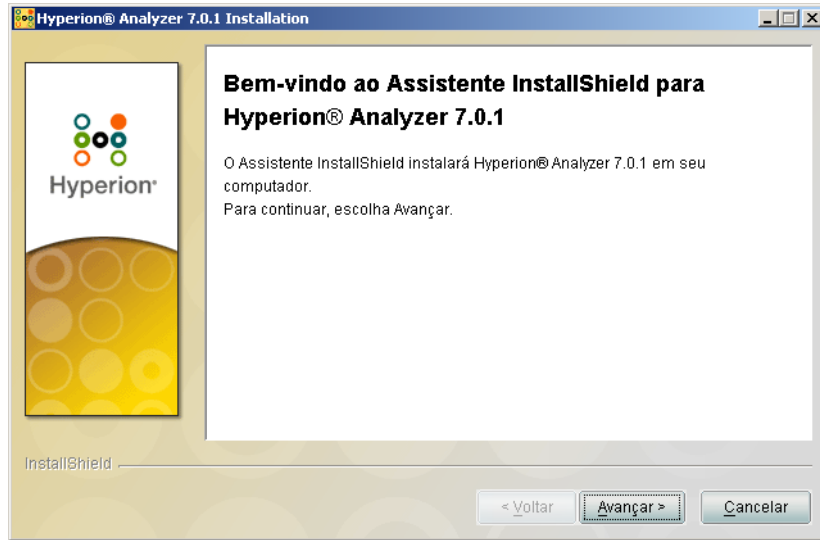 Hyperion® Analyzer 7.0.1 Installation
Hyperion®
Bem-vindo ao Assistente InstallShield para
Hyperion® Analyzer 7.0.1
O Assistente InstallShield instalará Hyperion® Analyzer 7.0.1 em seu
computador.
Para continuar, escolha Avançar.
InstallShield
< Voltar
Avançar >
Cancelar